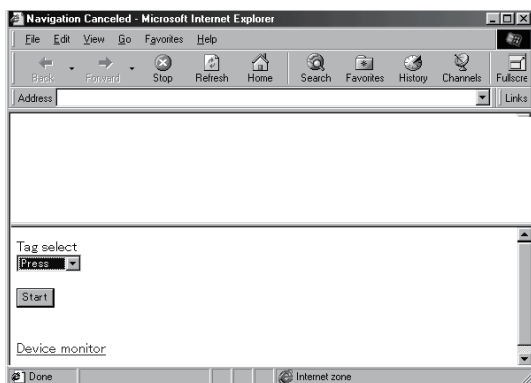 Navigation Canceled - Microsoft Internet Explorer
File Edit View Go Favorites Help
Back Forward Stop Refresh Home Search Favorites History Channels Fullscre
Address Links
Tag select
Press
Start
Device monitor
Done Internet zone